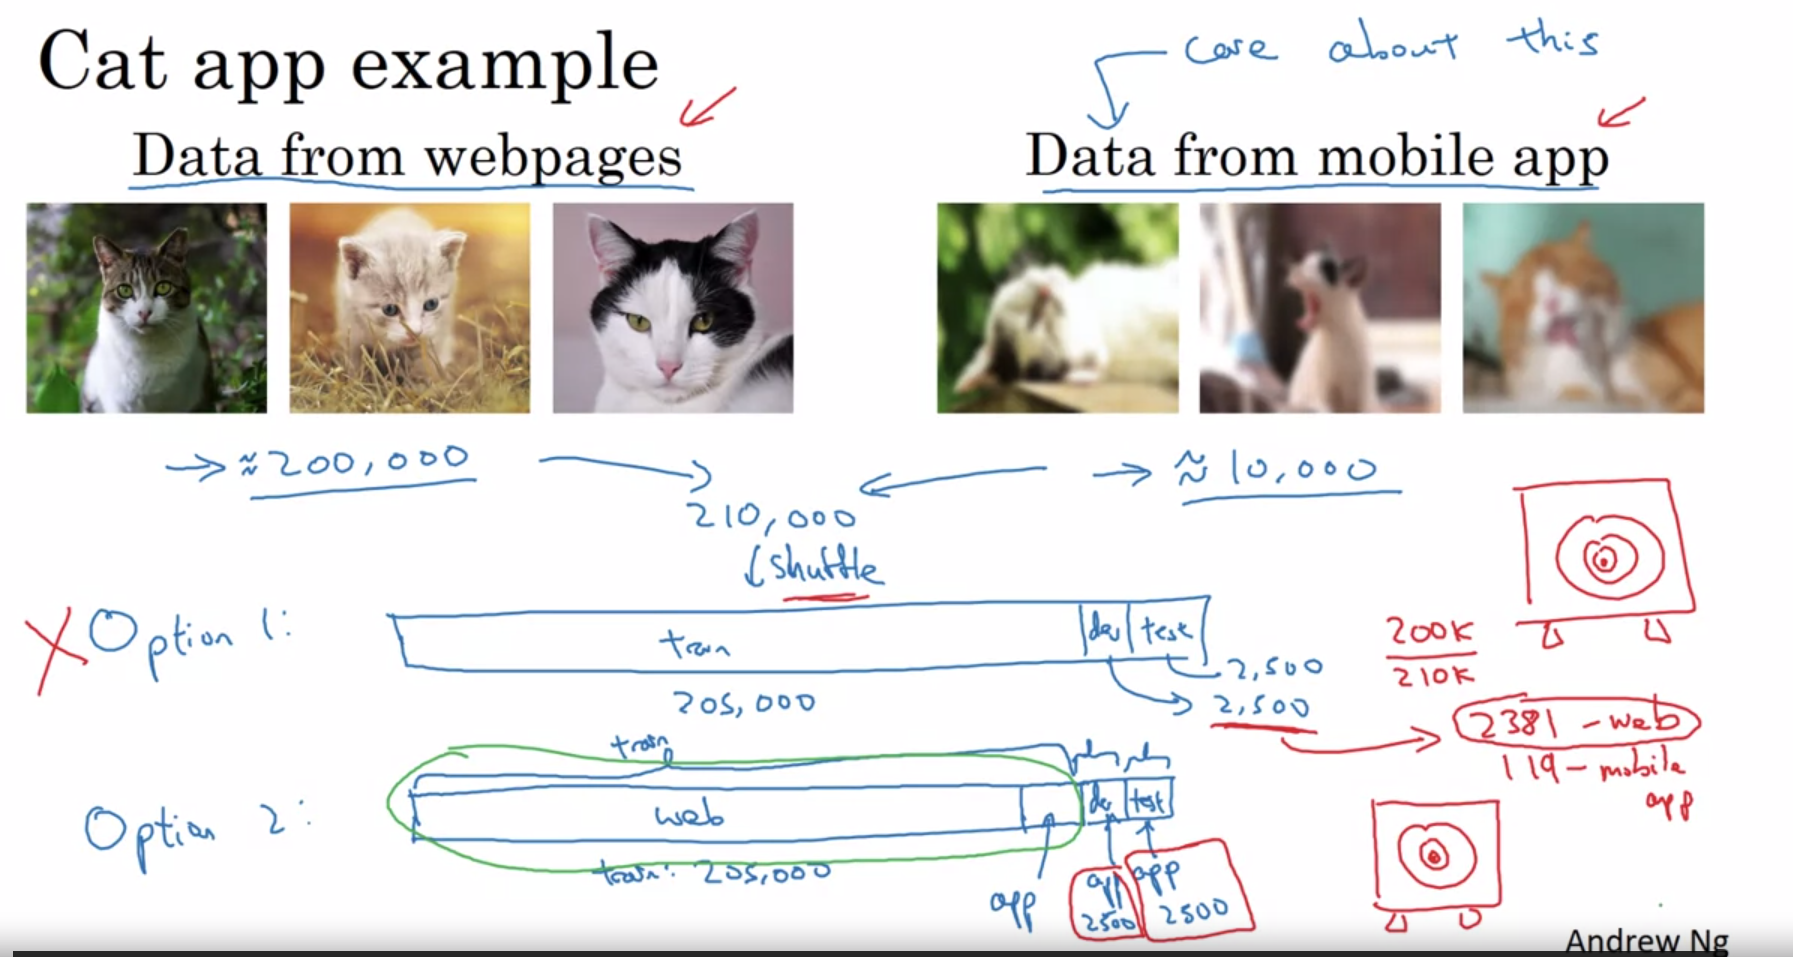 Cat app example
care about this
Data from webpages
Data from mobile app
→ ≈ 200,000
→ ≈ 10,000
210,000
↓ shuffle
X Option 1:
train
dev
test
205,000
2,500
2,500
200K
210K
2381 - web
119 - mobile
app
Option 2:
train
web
dev
test
train: 205,000
app
app
2500
app
2500
Andrew Ng